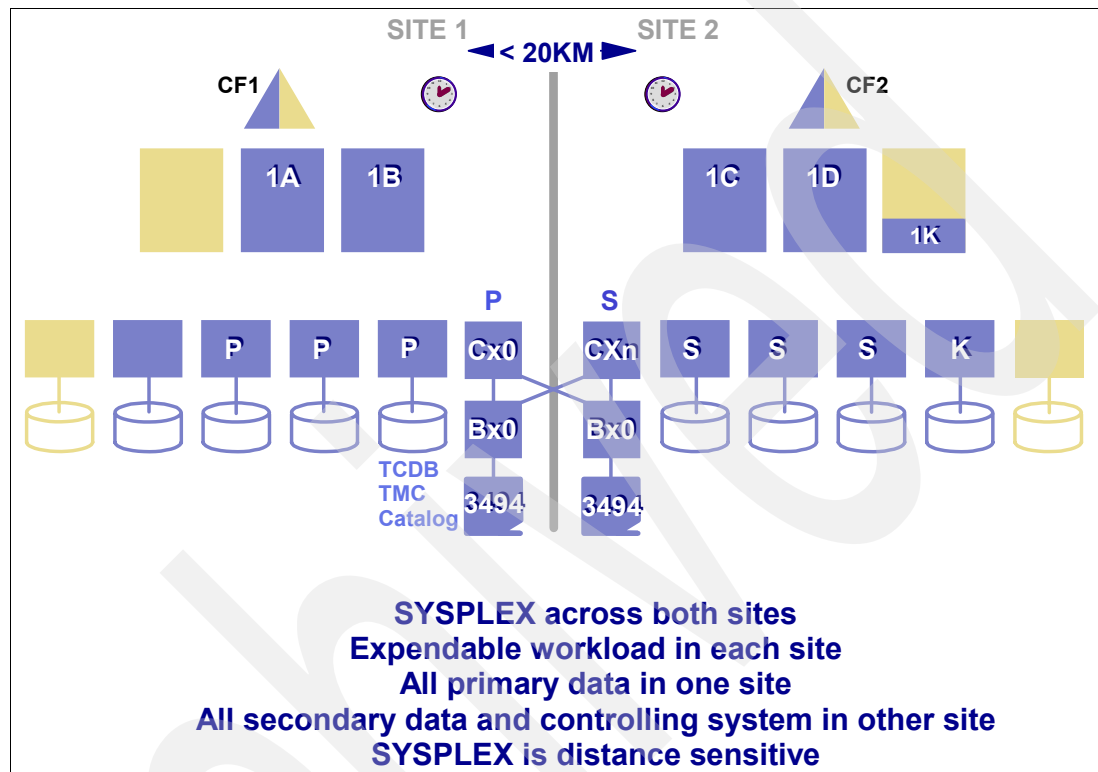 SITE 1 SITE 2
< 20KM
CF1 CF2
1A 1B 1C 1D
1K
P S
P P P Cx0 CXn S S S K
Bx0 Bx0
TCDB
TMC
Catalog
3494 3494
SYSPLEX across both sites
Expendable workload in each site
All primary data in one site
All secondary data and controlling system in other site
SYSPLEX is distance sensitive